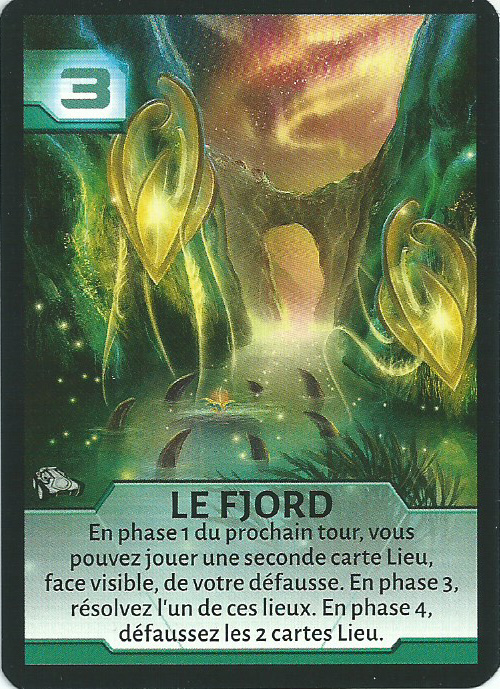 3
LE FJORD
En phase 1 du prochain tour, vous
pouvez jouer une seconde carte Lieu,
face visible, de votre défausse. En phase 3,
résolvez l'un de ces lieux. En phase 4,
défaussez les 2 cartes Lieu.